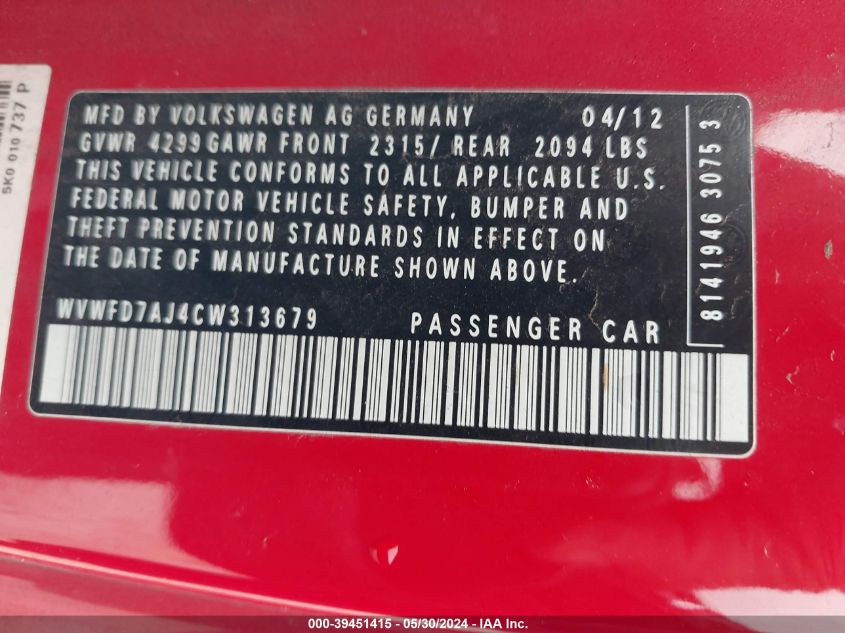 5K0 010 737 P
MFD BY VOLKSWAGEN AG GERMANY 04/12
GVWR 4299 GAWR FRONT 2315/ REAR 2094 LBS
THIS VEHICLE CONFORMS TO ALL APPLICABLE U.S.
FEDERAL MOTOR VEHICLE SAFETY, BUMPER AND
THEFT PREVENTION STANDARDS IN EFFECT ON
THE DATE OF MANUFACTURE SHOWN ABOVE.
WVWFD7AJ4CW313679 PASSENGER CAR
8141946 3075 3
000-39451415 - 05/30/2024 - IAA Inc.